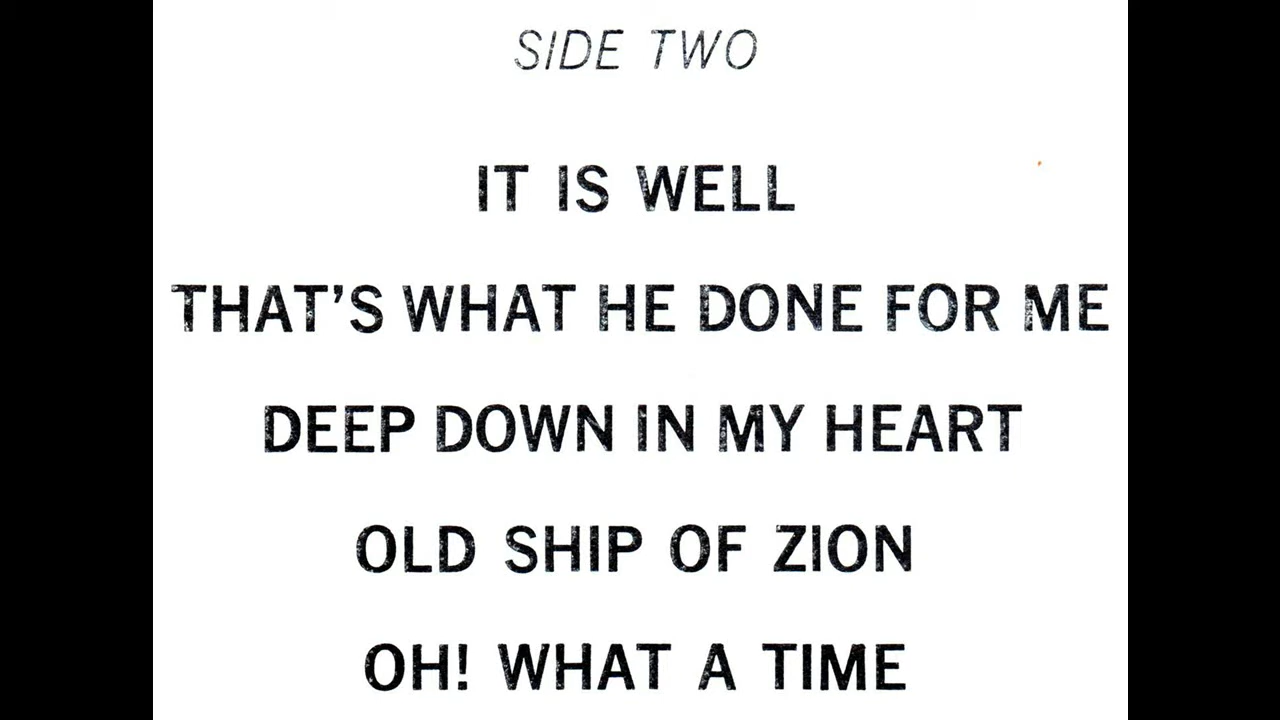 SIDE TWO
IT IS WELL
THAT'S WHAT HE DONE FOR ME
DEEP DOWN IN MY HEART
OLD SHIP OF ZION
OH! WHAT A TIME